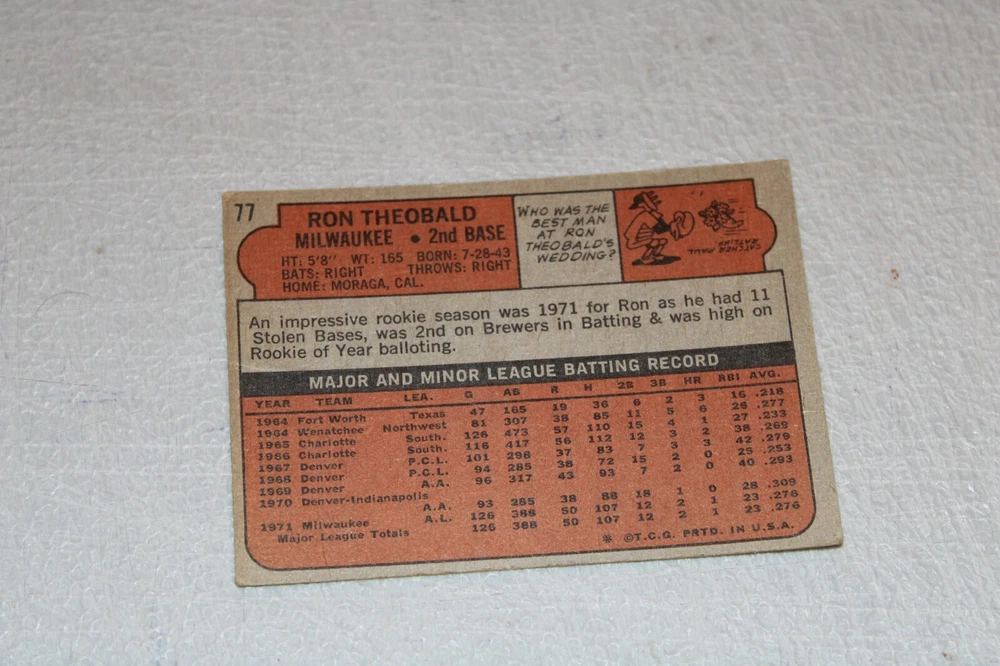 77
RON THEOBALD
MILWAUKEE • 2nd BASE
HT: 5'8" WT: 165 BORN: 7-28-43
BATS: RIGHT THROWS: RIGHT
HOME: MORAGA, CAL.
WHO WAS THE
BEST MAN
AT RON
THEOBALD'S
WEDDING?
CATCHER PAUL
RATLIFF
An impressive rookie season was 1971 for Ron as he had 11
Stolen Bases, was 2nd on Brewers in Batting & was high on
Rookie of Year balloting.
MAJOR AND MINOR LEAGUE BATTING RECORD
YEAR TEAM LEA. G AB R H 2B 3B HR RBI AVG.
1964 Fort Worth Texas 47 165 19 36 6 2 3 16 .218
1964 Wenatchee Northwest 81 307 38 85 11 5 6 26 .277
1965 Charlotte South. 126 473 57 110 15 4 1 27 .233
1966 Charlotte South. 116 417 56 112 12 3 2 38 .269
1967 Denver P.C.L. 101 298 37 83 7 3 3 42 .279
1968 Denver P.C.L. 94 285 38 72 15 2 0 25 .253
1969 Denver A.A. 96 317 43 93 7 2 0 40 .293
1970 Denver-Indianapolis
A.A. 93 285 38 88 18 1 0 28 .309
1971 Milwaukee A.L. 126 388 50 107 12 2 1 23 .276
Major League Totals 126 388 50 107 12 2 1 23 .276
* ©T.C.G. PRTD. IN U.S.A.